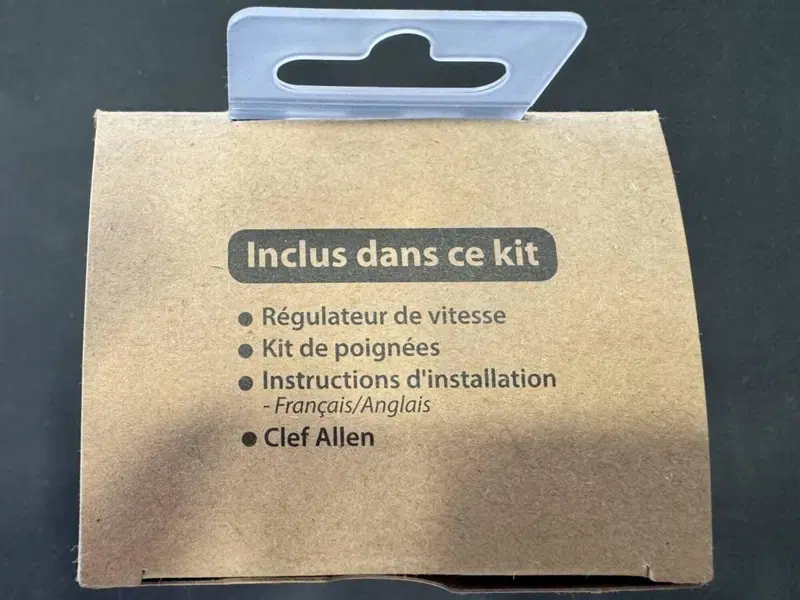 Inclus dans ce kit
● Régulateur de vitesse
● Kit de poignées
● Instructions d'installation
- Français/Anglais
● Clef Allen